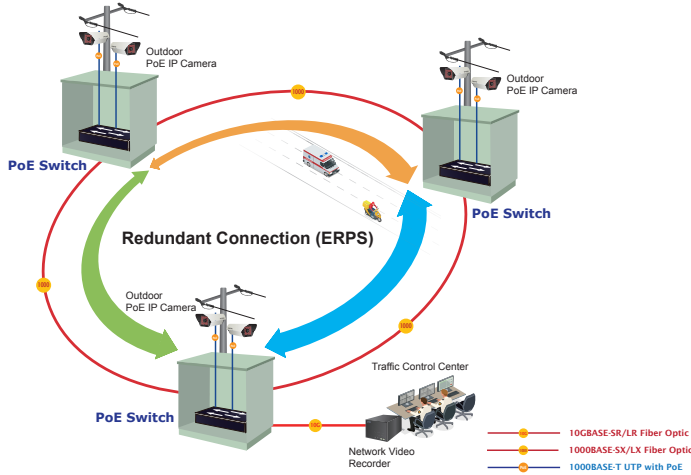 Outdoor
PoE IP Camera
PoE Switch
1000
Outdoor
PoE IP Camera
PoE Switch
Redundant Connection (ERPS)
1000
1000
Outdoor
PoE IP Camera
PoE Switch
10G
Traffic Control Center
Network Video
Recorder
10G 10GBASE-SR/LR Fiber Optic
1000BASE-SX/LX Fiber Optic
PoE 1000BASE-T UTP with PoE